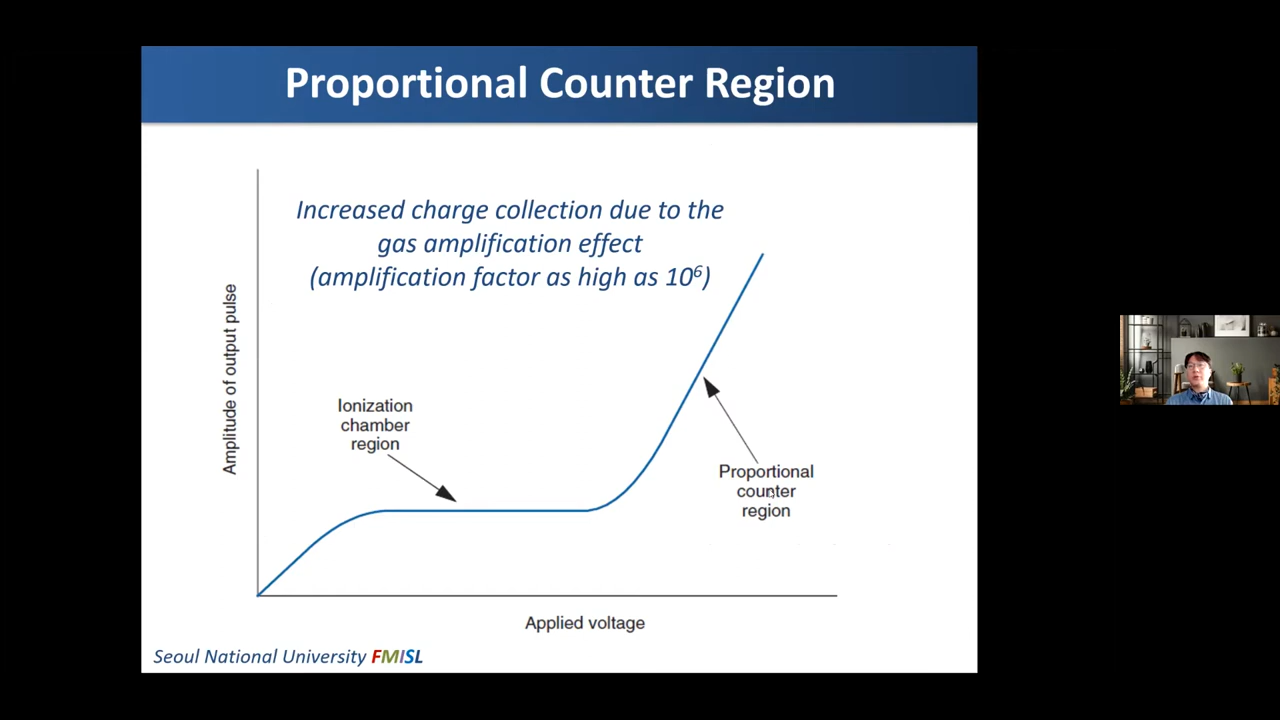 Proportional Counter Region
Increased charge collection due to the
gas amplification effect
(amplification factor as high as 10⁶)
Amplitude of output pulse
Ionization
chamber
region
Proportional
counter
region
Applied voltage
Seoul National University FMISL